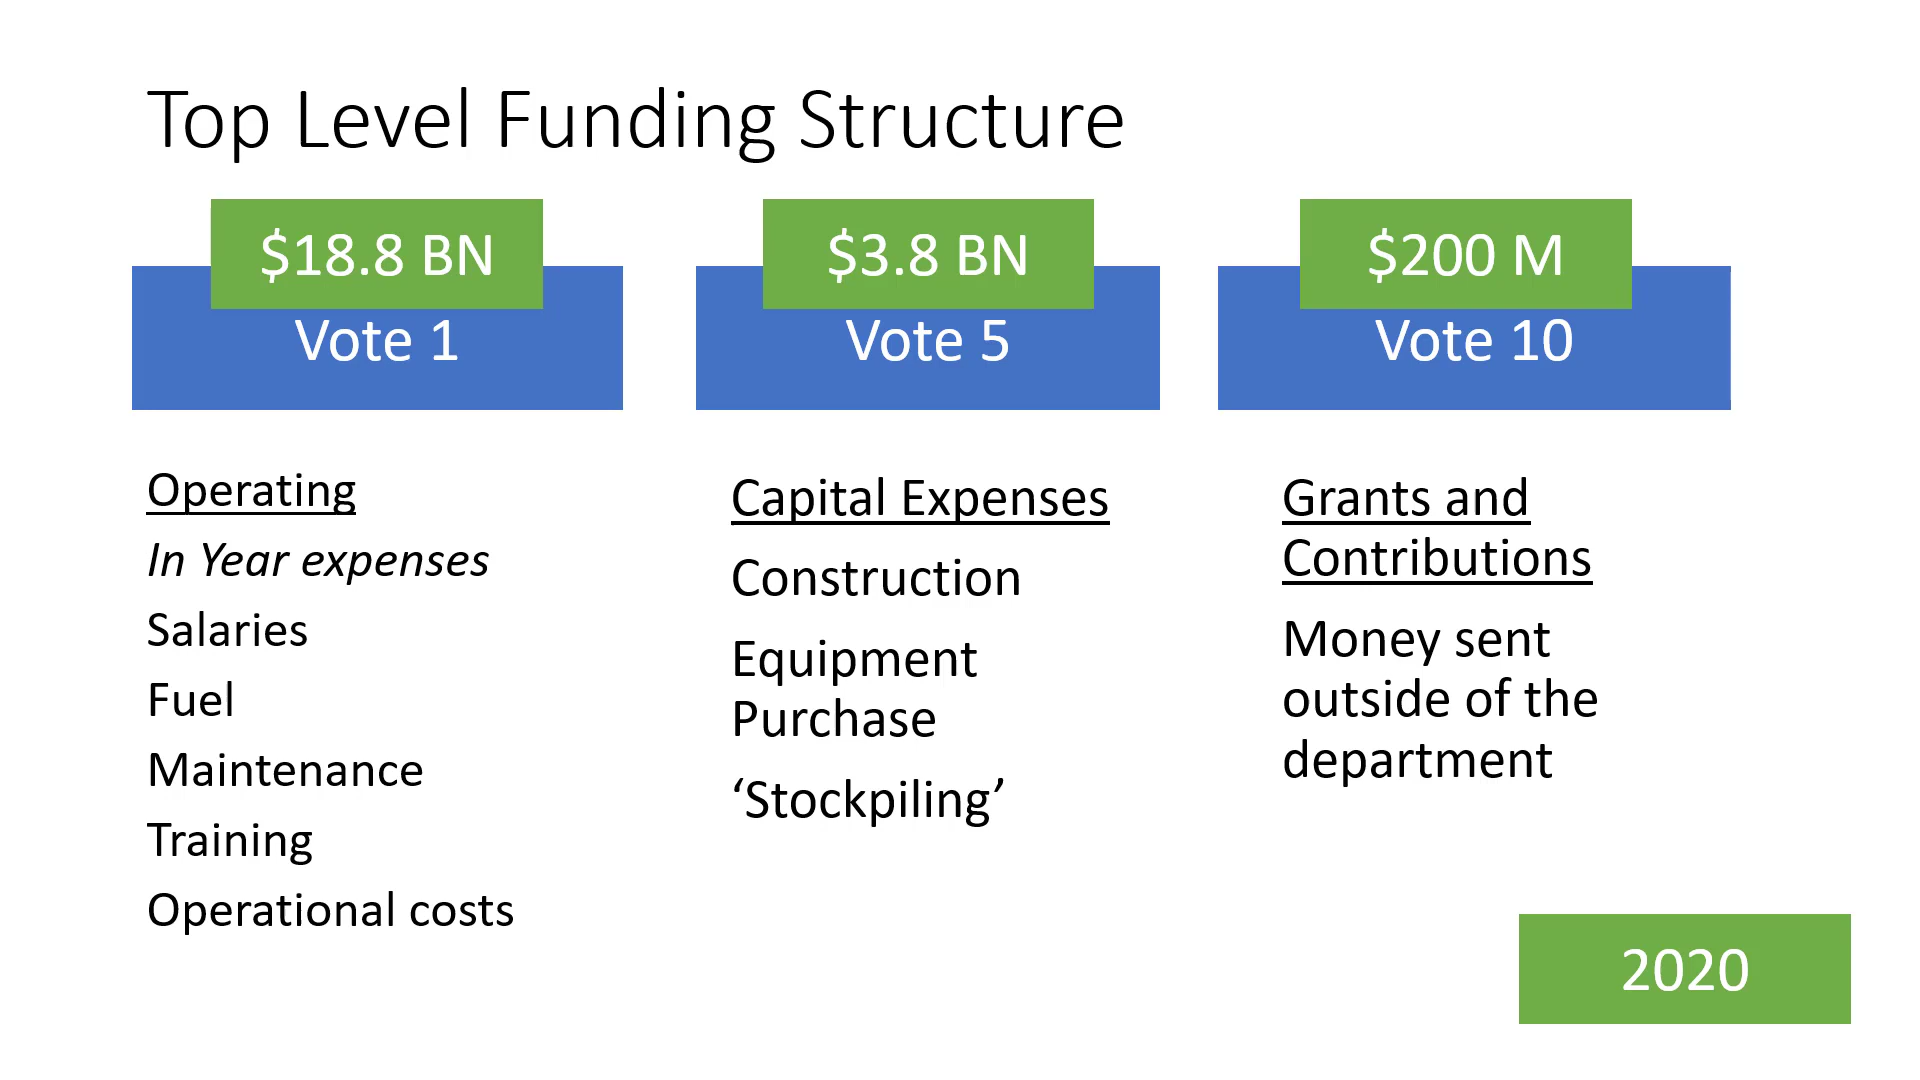 Top Level Funding Structure
$18.8 BN
Vote 1
$3.8 BN
Vote 5
$200 M
Vote 10
Operating
In Year expenses
Salaries
Fuel
Maintenance
Training
Operational costs
Capital Expenses
Construction
Equipment
Purchase
‘Stockpiling’
Grants and
Contributions
Money sent
outside of the
department
2020